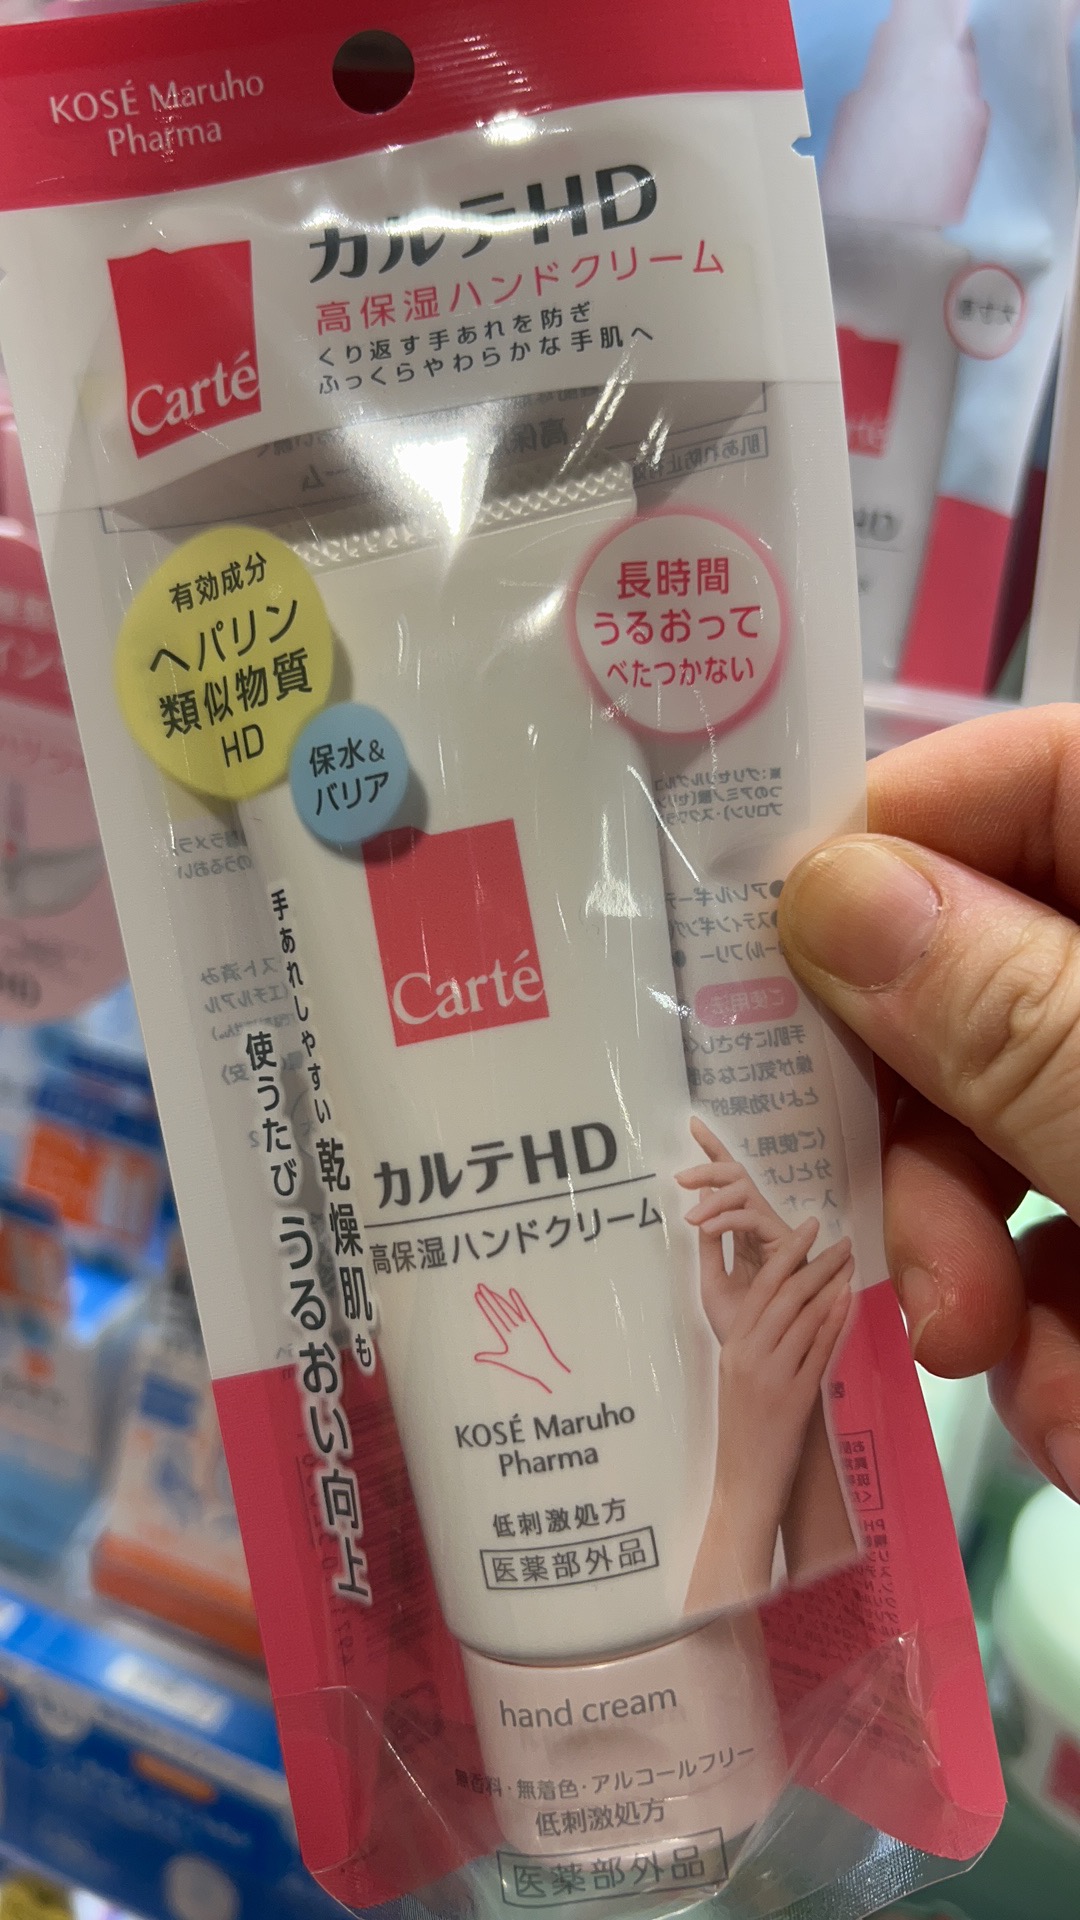 KOSÉ Maruho
Pharma
カルテHD
高保湿ハンドクリーム
くり返す手あれを防ぎ
ふっくらやわらかな手肌へ
Carté
有効成分
ヘパリン
類似物質
HD
保水&
バリア
長時間
うるおって
べたつかない
手あれしやすい乾燥肌も
使うたびうるおい向上
Carté
カルテHD
高保湿ハンドクリーム
KOSÉ Maruho
Pharma
低刺激処方
医薬部外品
hand cream
無香料・無着色・アルコールフリー
低刺激処方
医薬部外品